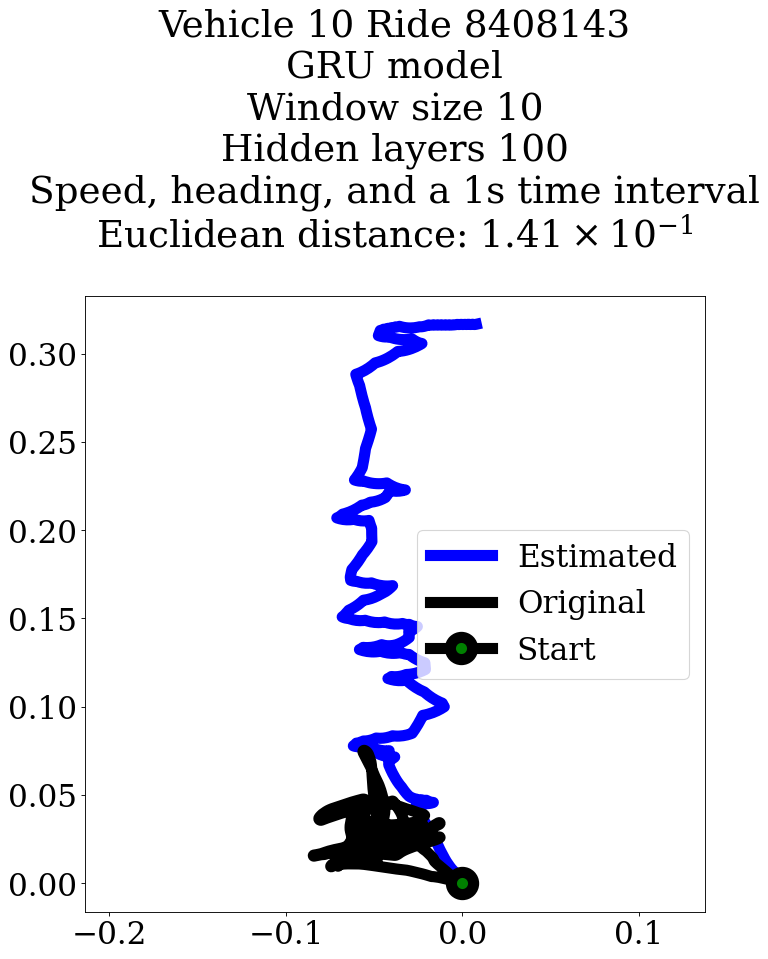 Vehicle 10 Ride 8408143
GRU model
Window size 10
Hidden layers 100
Speed, heading, and a 1s time interval
Euclidean distance: 1.41 × 10⁻¹
0.30
0.25
0.20
0.15
0.10
0.05
0.00
Estimated
Original
Start
−0.2
−0.1
0.0
0.1